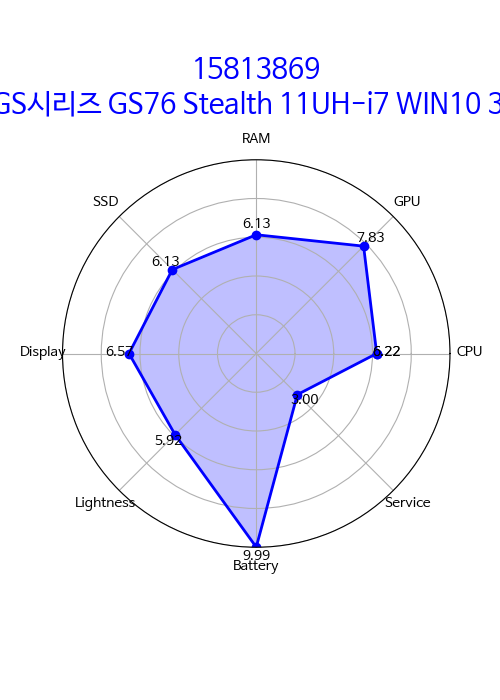 15813869
GS시리즈 GS76 Stealth 11UH-i7 WIN10 3
RAM
6.13
SSD
GPU
6.13
7.83
Display
6.57
6.22
CPU
5.92
3.00
Lightness
Service
9.99
Battery